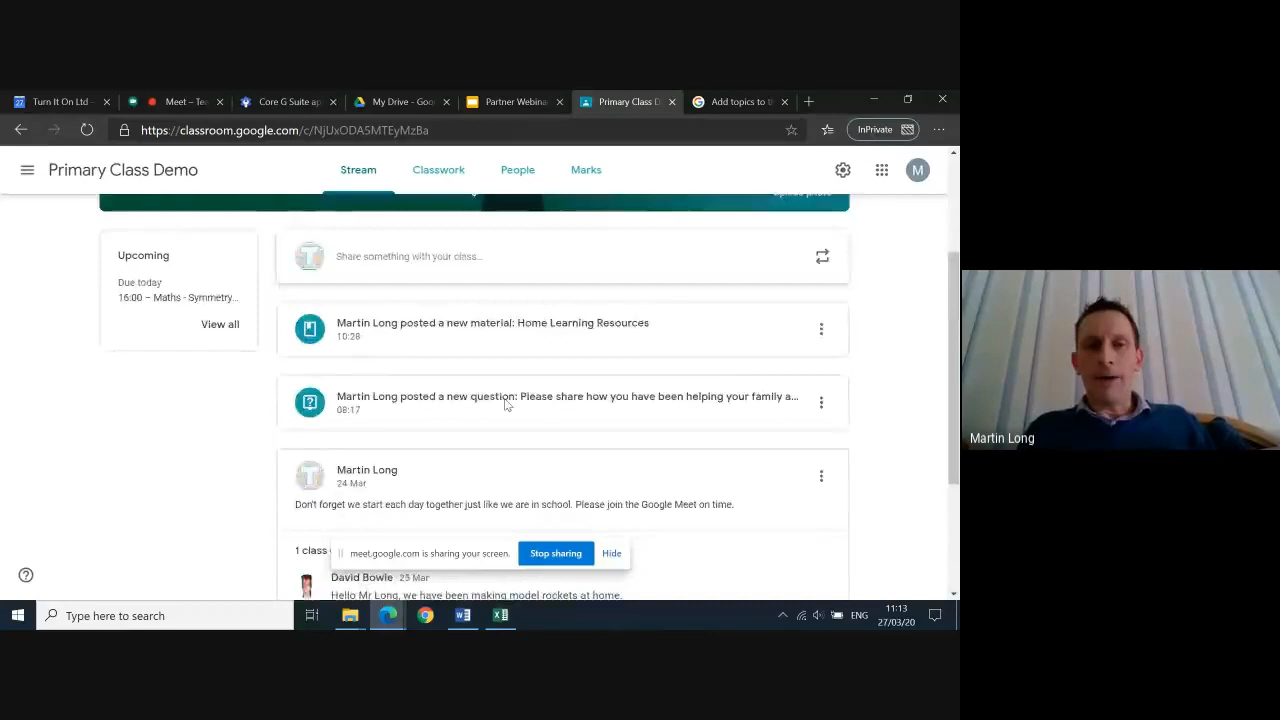 Turn It On Ltd -
Meet – Tea
Core G Suite ap
My Drive - Goo
Partner Webina
Primary Class D
Add topics to th
https://classroom.google.com/c/NjUxODA5MTEyMzBa
InPrivate
Primary Class Demo
Stream
Classwork
People
Marks
M
Upcoming
Due today
16:00 – Maths - Symmetry...
View all
Share something with your class...
Martin Long posted a new material: Home Learning Resources
10:28
Martin Long posted a new question: Please share how you have been helping your family a...
08:17
Martin Long
24 Mar
Don't forget we start each day together just like we are in school. Please join the Google Meet on time.
1 class
meet.google.com is sharing your screen.
Stop sharing
Hide
David Bowie 25 Mar
Hello Mr Long, we have been making model rockets at home.
Type here to search
ENG
11:13
27/03/20
Martin Long